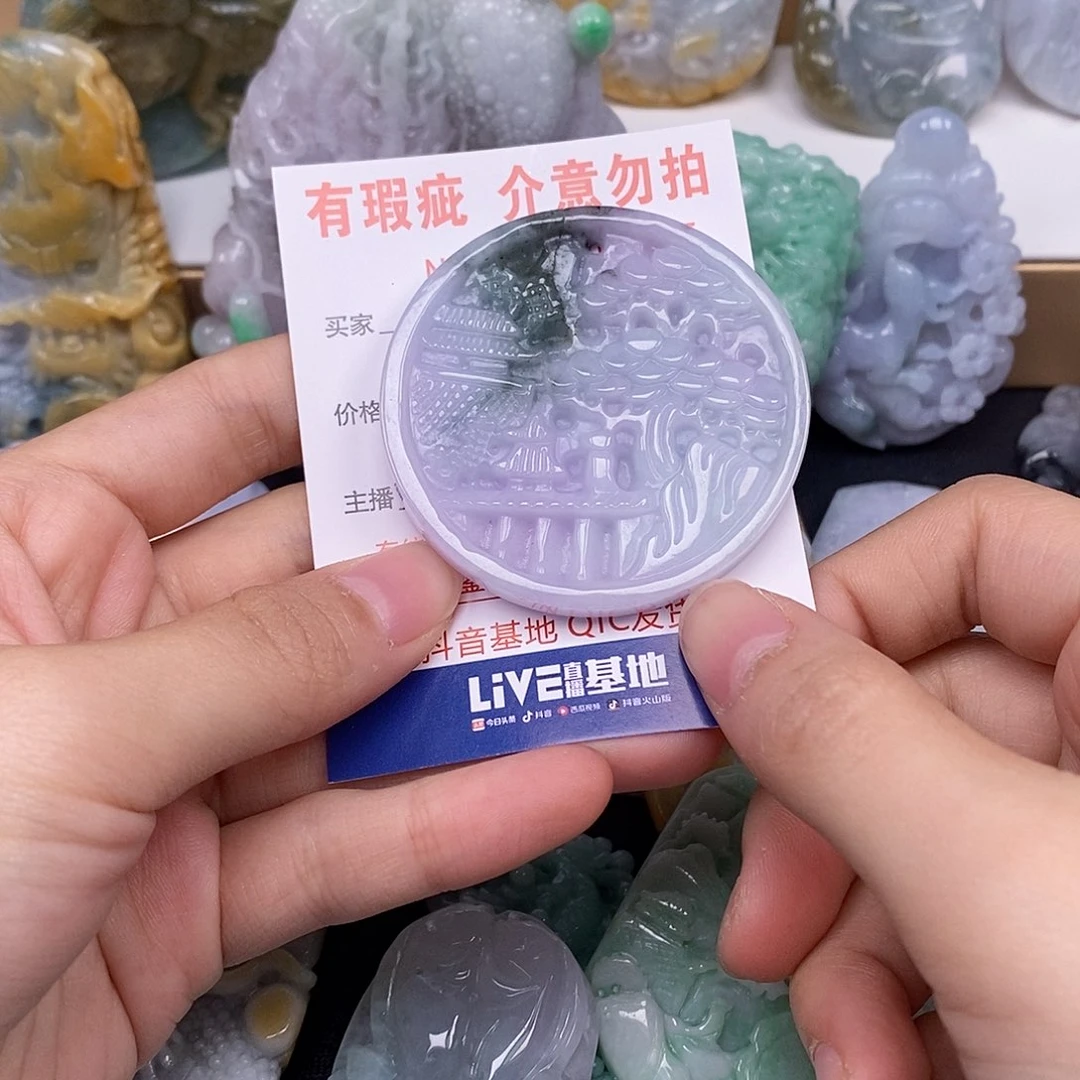 有瑕疵 介意勿拍
买家
价格
主播
抖音基地 QIC发货
LiVE直播基地
今日头条 抖音 西瓜视频 抖音火山版